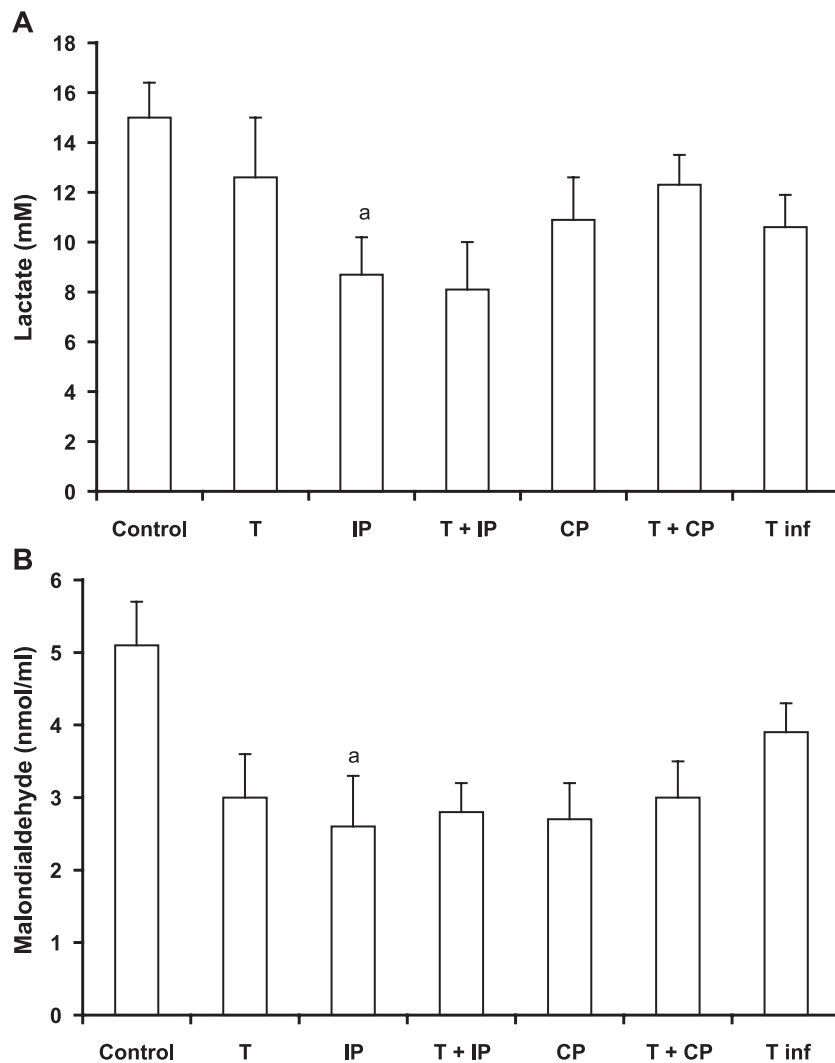 A
18
16
14
12
10
8
6
4
2
0
Lactate (mM)
a
Control T IP T + IP CP T + CP T inf
B
6
5
4
3
2
1
0
Malondialdehyde (nmol/ml)
a
Control T IP T + IP CP T + CP T inf